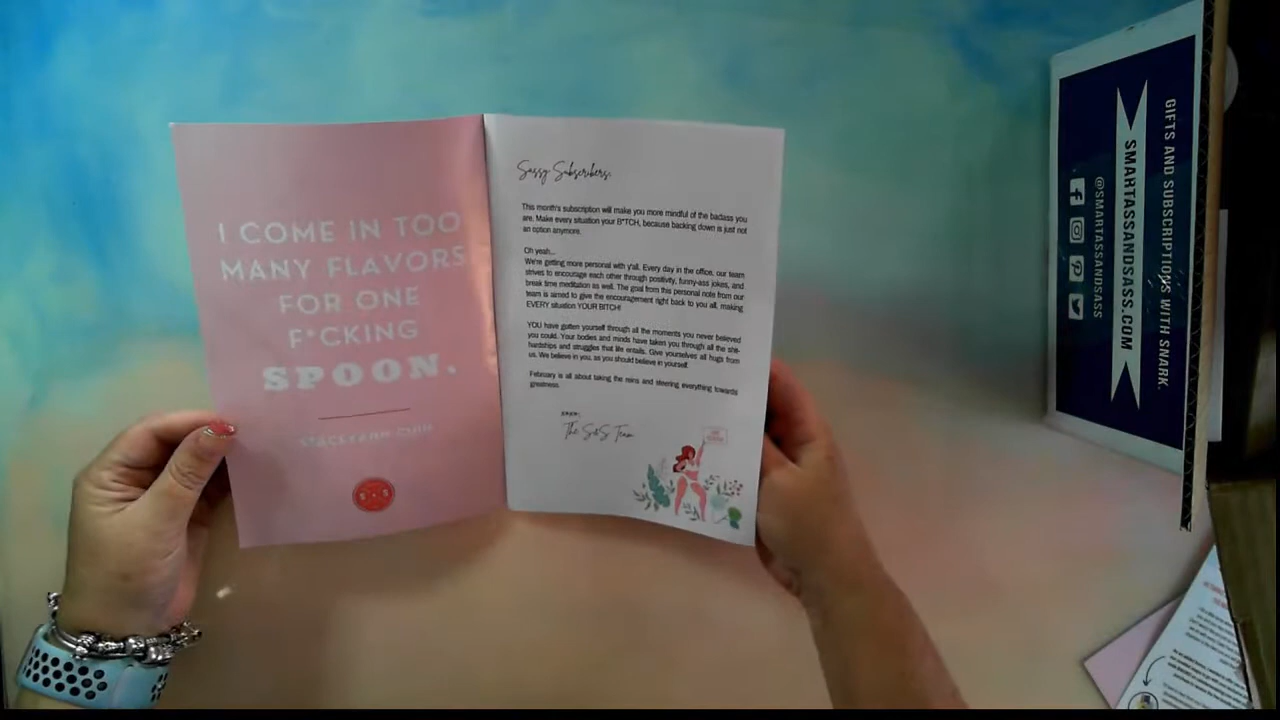 I COME IN TOO
MANY FLAVORS
FOR ONE
F*CKING
SPOON.
STACEYANN CHIN
Sassy Subscribers,
This month's subscription will make you more mindful of the badass you
are. Make every situation your B*TCH, because backing down is just not
an option anymore.
Oh yeah...
We're getting more personal with y'all. Every day in the office, our team
strives to encourage each other through positivity, funny-ass jokes, and
break time meditation as well. The goal from this personal note from our
team is aimed to give the encouragement right back to you all, making
EVERY situation YOUR BITCH!
YOU have gotten yourself through all the moments you never believed
you could. Your bodies and minds have taken you through all the she-
hardships and struggles that life entails. Give yourselves all hugs from
us. We believe in you, as you should believe in yourself.
February is all about taking the reins and steering everything towards
greatness.
xoxo,
The S&S Team
GIFTS AND SUBSCRIPTIONS WITH SNARK.
SMARTASSANDSASS.COM
@SMARTASSANDSASS